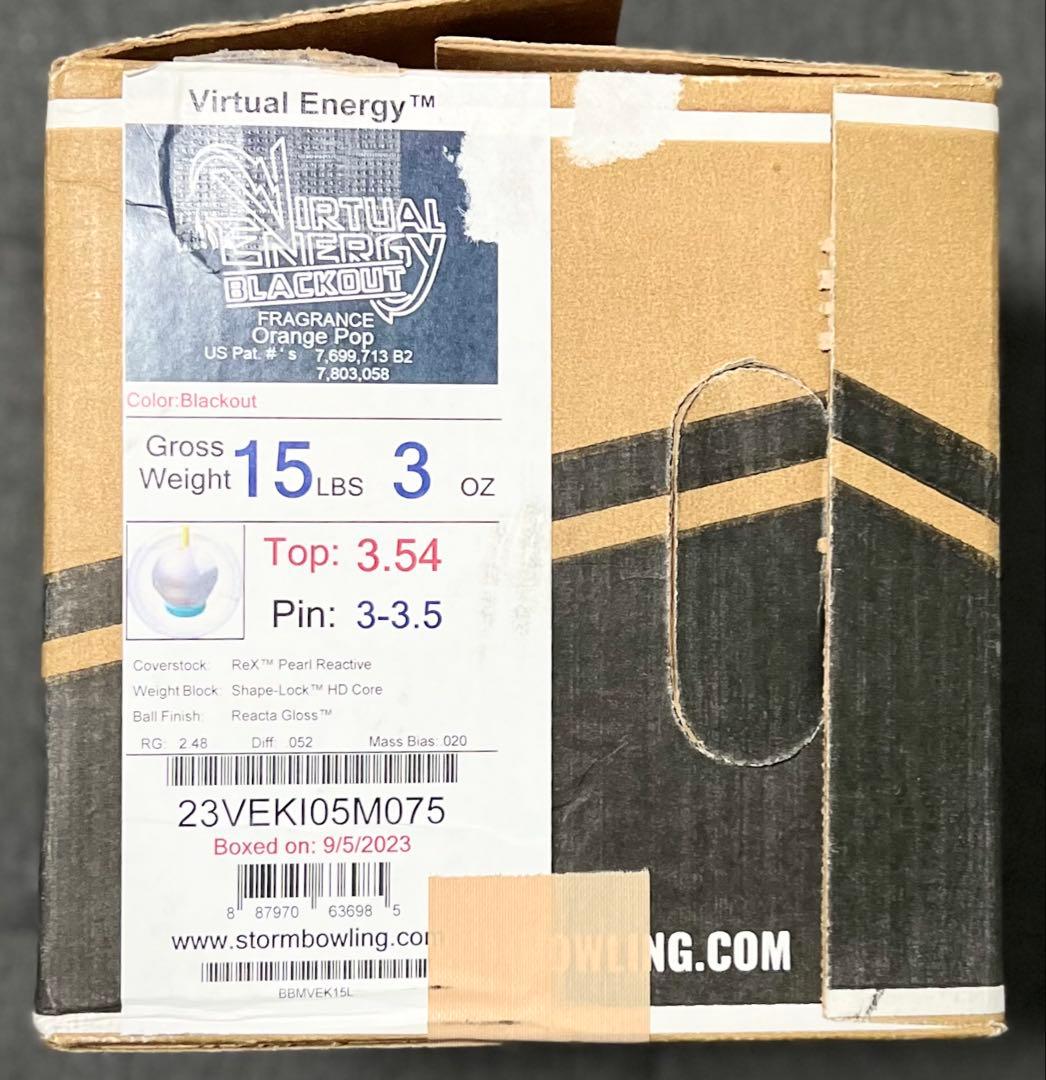 Virtual Energy™
VIRTUAL
ENERGY
BLACKOUT
FRAGRANCE
Orange Pop
US Pat. #'s 7,699,713 B2
7,803,058
Color:Blackout
Gross Weight 15 LBS 3 OZ
Top: 3.54
Pin: 3-3.5
Coverstock: ReX™ Pearl Reactive
Weight Block: Shape-Lock™ HD Core
Ball Finish: Reacta Gloss™
RG: 2.48 Diff: .052 Mass Bias: .020
23VEKI05M075
Boxed on: 9/5/2023
8 87970 63698 5
www.stormbowling.com
BBMVEK15L
OWLING.COM